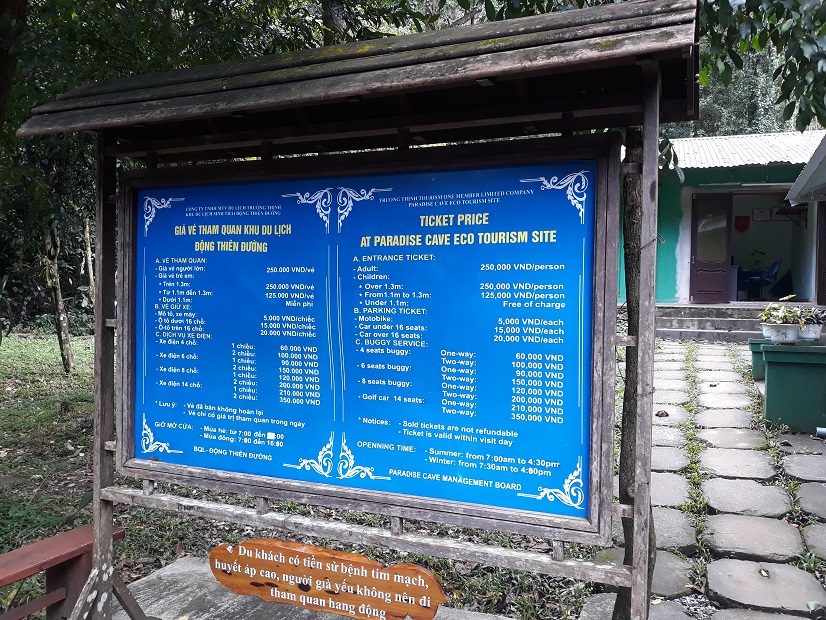 CÔNG TY TNHH MTV DU LỊCH TRƯỜNG THỊNH
KHU DU LỊCH SINH THÁI ĐỘNG THIÊN ĐƯỜNG
GIÁ VÉ THAM QUAN KHU DU LỊCH
ĐỘNG THIÊN ĐƯỜNG
A. VÉ THAM QUAN:
- Giá vé người lớn: 250.000 VND/vé
- Giá vé trẻ em:
+ Trên 1.3m: 250.000 VND/vé
+ Từ 1.1m đến 1.3m: 125.000 VND/vé
+ Dưới 1.1m: Miễn phí
B. VÉ GIỮ XE:
- Mô tô, xe máy: 5.000 VND/chiếc
- Ô tô dưới 16 chỗ: 15.000 VND/chiếc
- Ô-tô trên 16 chỗ: 20.000 VND/chiếc
C. DỊCH VỤ XE ĐIỆN:
- Xe điện 4 chỗ: 1 chiều: 60.000 VND
2 chiều: 100.000 VND
- Xe điện 6 chỗ: 1 chiều: 90.000 VND
2 chiều: 150.000 VND
- Xe điện 8 chỗ: 1 chiều: 120.000 VND
2 chiều: 200.000 VND
- Xe điện 14 chỗ: 1 chiều: 210.000 VND
2 chiều: 350.000 VND
* Lưu ý: - Vé đã bán không hoàn lại
- Vé chỉ có giá trị tham quan trong ngày
GIỜ MỞ CỬA: - Mùa hè: từ 7:00 đến :00
- Mùa đông: 7:30 đến 16:00
BQL- ĐỘNG THIÊN ĐƯỜNG
TRUONG THINH TOURISM ONE MEMBER LIMITED COMPANY
PARADISE CAVE ECO TOURISM SITE
TICKET PRICE
AT PARADISE CAVE ECO TOURISM SITE
A. ENTRANCE TICKET:
- Adult: 250,000 VND/person
- Children:
+ Over 1.3m: 250,000 VND/person
+ From1.1m to 1.3m: 125,000 VND/person
+ Under 1.1m: Free of charge
B. PARKING TICKET:
- Motobike: 5,000 VND/each
- Car under 16 seats: 15,000 VND/each
- Car over 16 seats: 20,000 VND/each
C. BUGGY SERVICE:
- 4 seats buggy: One-way: 60,000 VND
Two-way: 100,000 VND
- 6 seats buggy: One-way: 90,000 VND
Two-way: 150,000 VND
- 8 seats buggy: One-way: 120,000 VND
Two-way: 200,000 VND
- Golf car 14 seats: One-way: 210,000 VND
Two-way: 350,000 VND
* Notices: - Sold tickets are not refundable
- Ticket is valid within visit day
OPENNING TIME: - Summer: from 7:00am to 4:30pm
- Winter: from 7:30am to 4:00pm
PARADISE CAVE MANAGEMENT BOARD
Du khách có tiền sử bệnh tim mạch,
huyết áp cao, người già yếu không nên đi
tham quan hang động